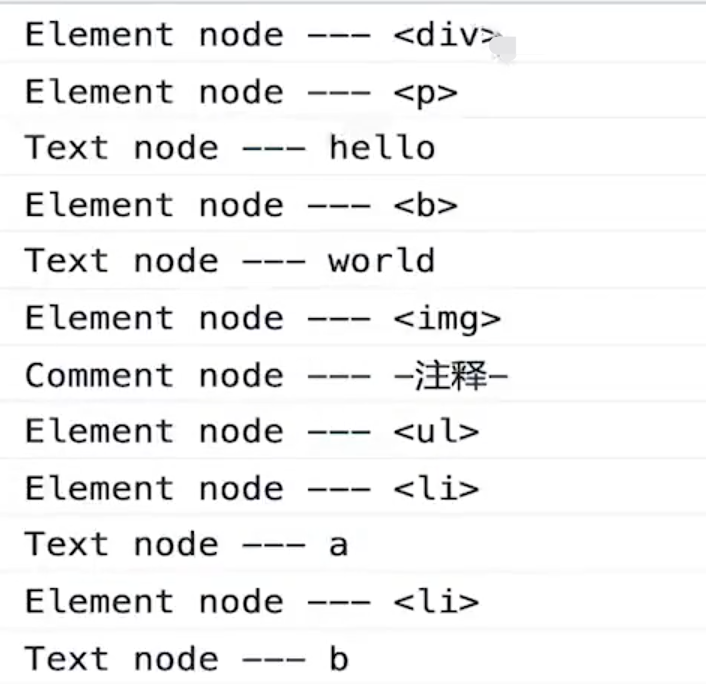 Element node --- <div>
Element node --- <p>
Text node --- hello
Element node --- <b>
Text node --- world
Element node --- <img>
Comment node --- —注释—
Element node --- <ul>
Element node --- <li>
Text node --- a
Element node --- <li>
Text node --- b